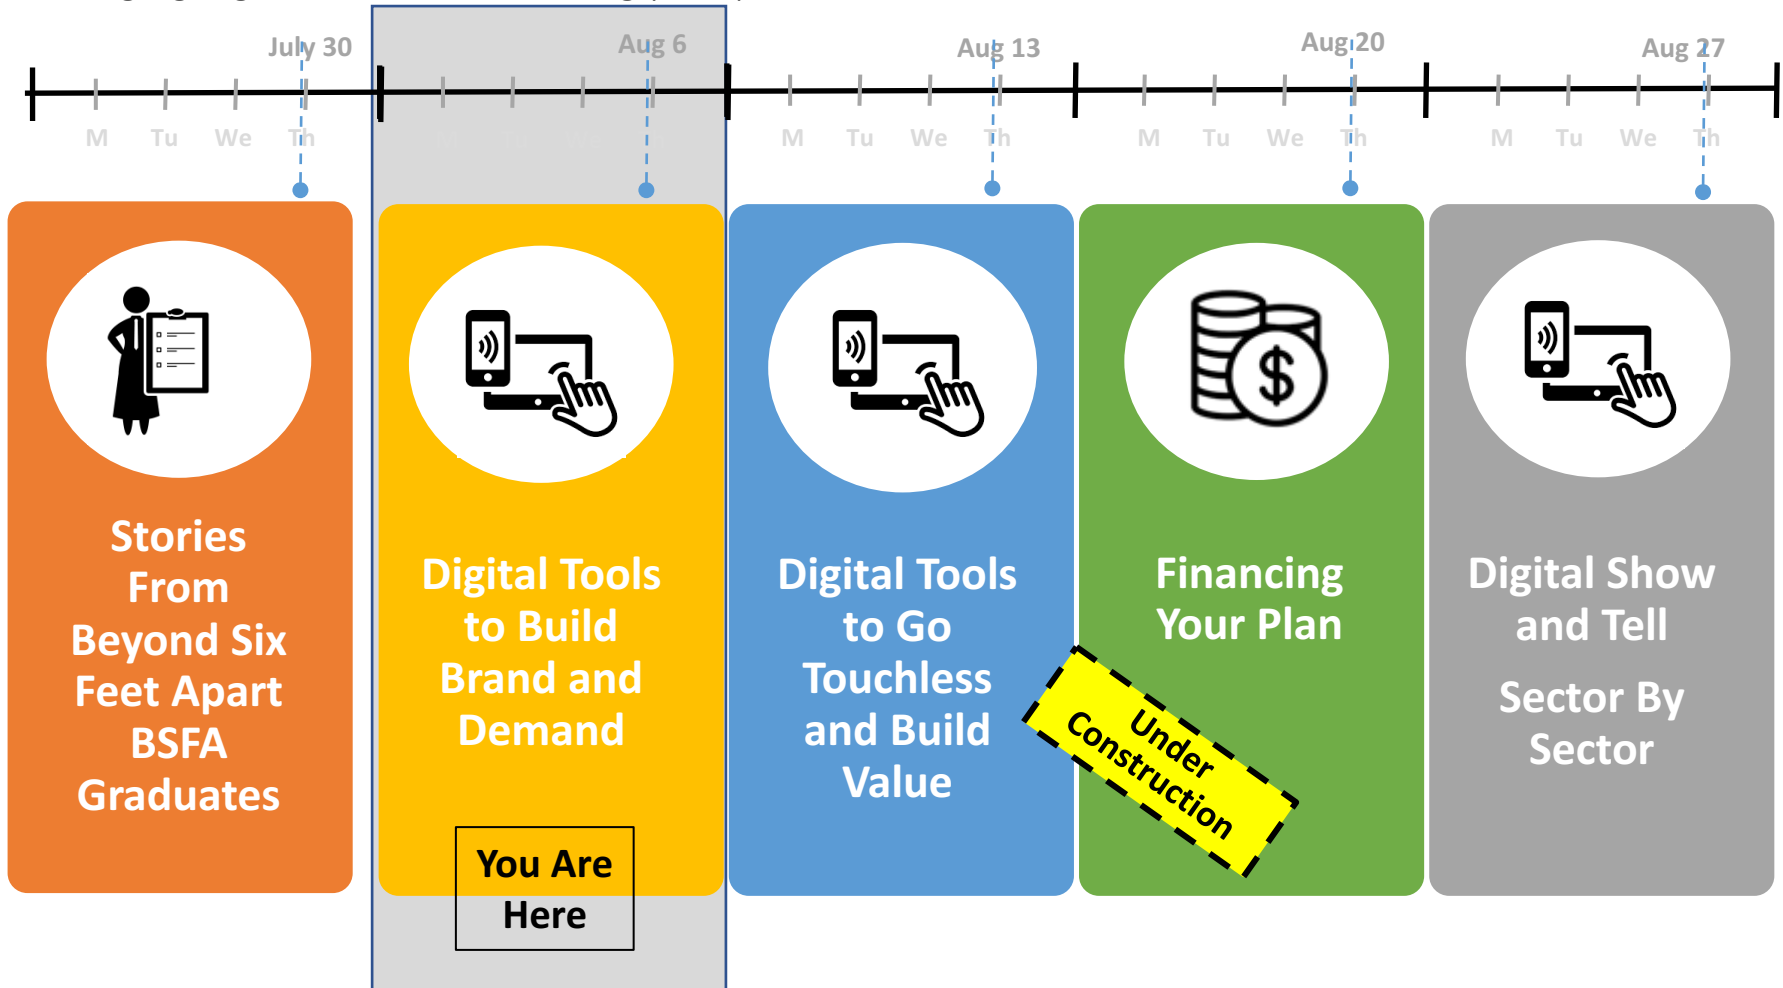 July 30
Aug 6
Aug 13
Aug 20
Aug 27
M Tu We Th
M Tu We Th
M Tu We Th
M Tu We Th
Stories
From
Beyond Six
Feet Apart
BSFA
Graduates
Digital Tools
to Build
Brand and
Demand
You Are
Here
Digital Tools
to Go
Touchless
and Build
Value
Under
Construction
Financing
Your Plan
Digital Show
and Tell
Sector By
Sector